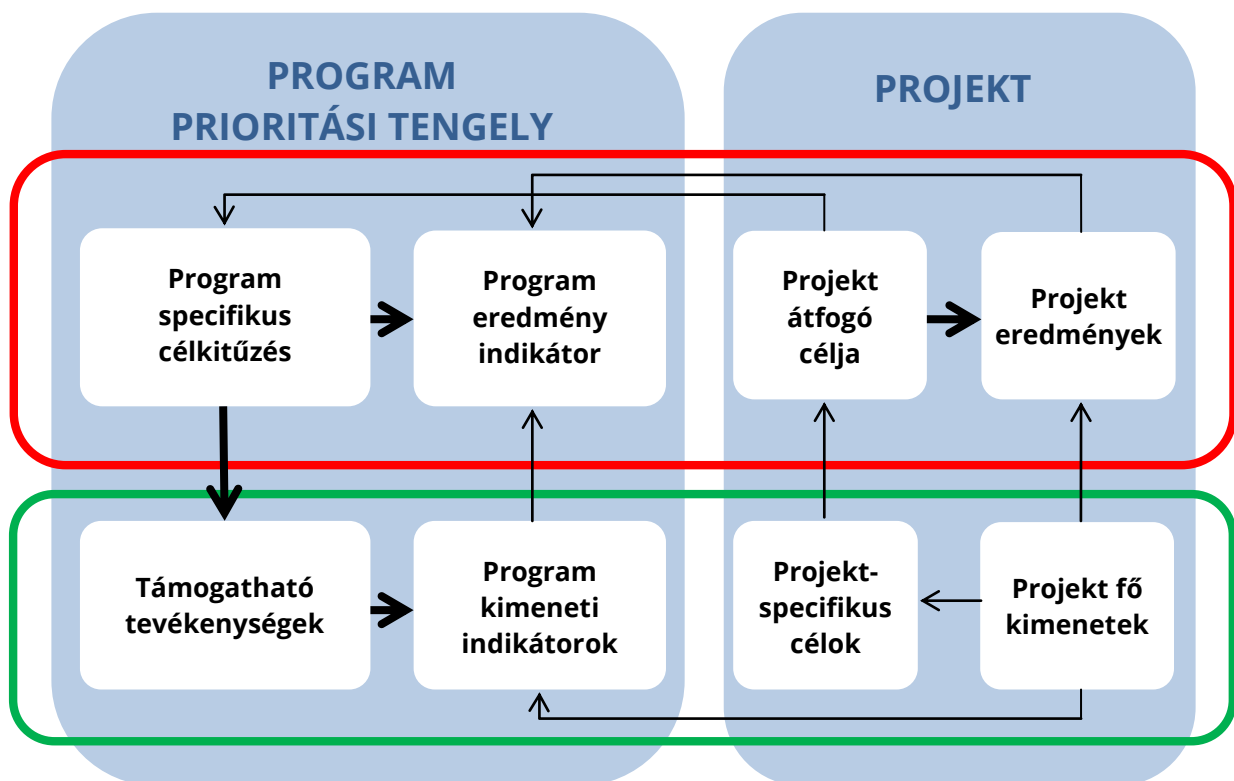 PROGRAM
PRIORITÁSI TENGELY
PROJEKT
Program
specifikus
célkitűzés
Program
eredmény
indikátor
Projekt
átfogó
célja
Projekt
eredmények
Támogatható
tevékenységek
Program
kimeneti
indikátorok
Projekt-
specifikus
célok
Projekt fő
kimenetek